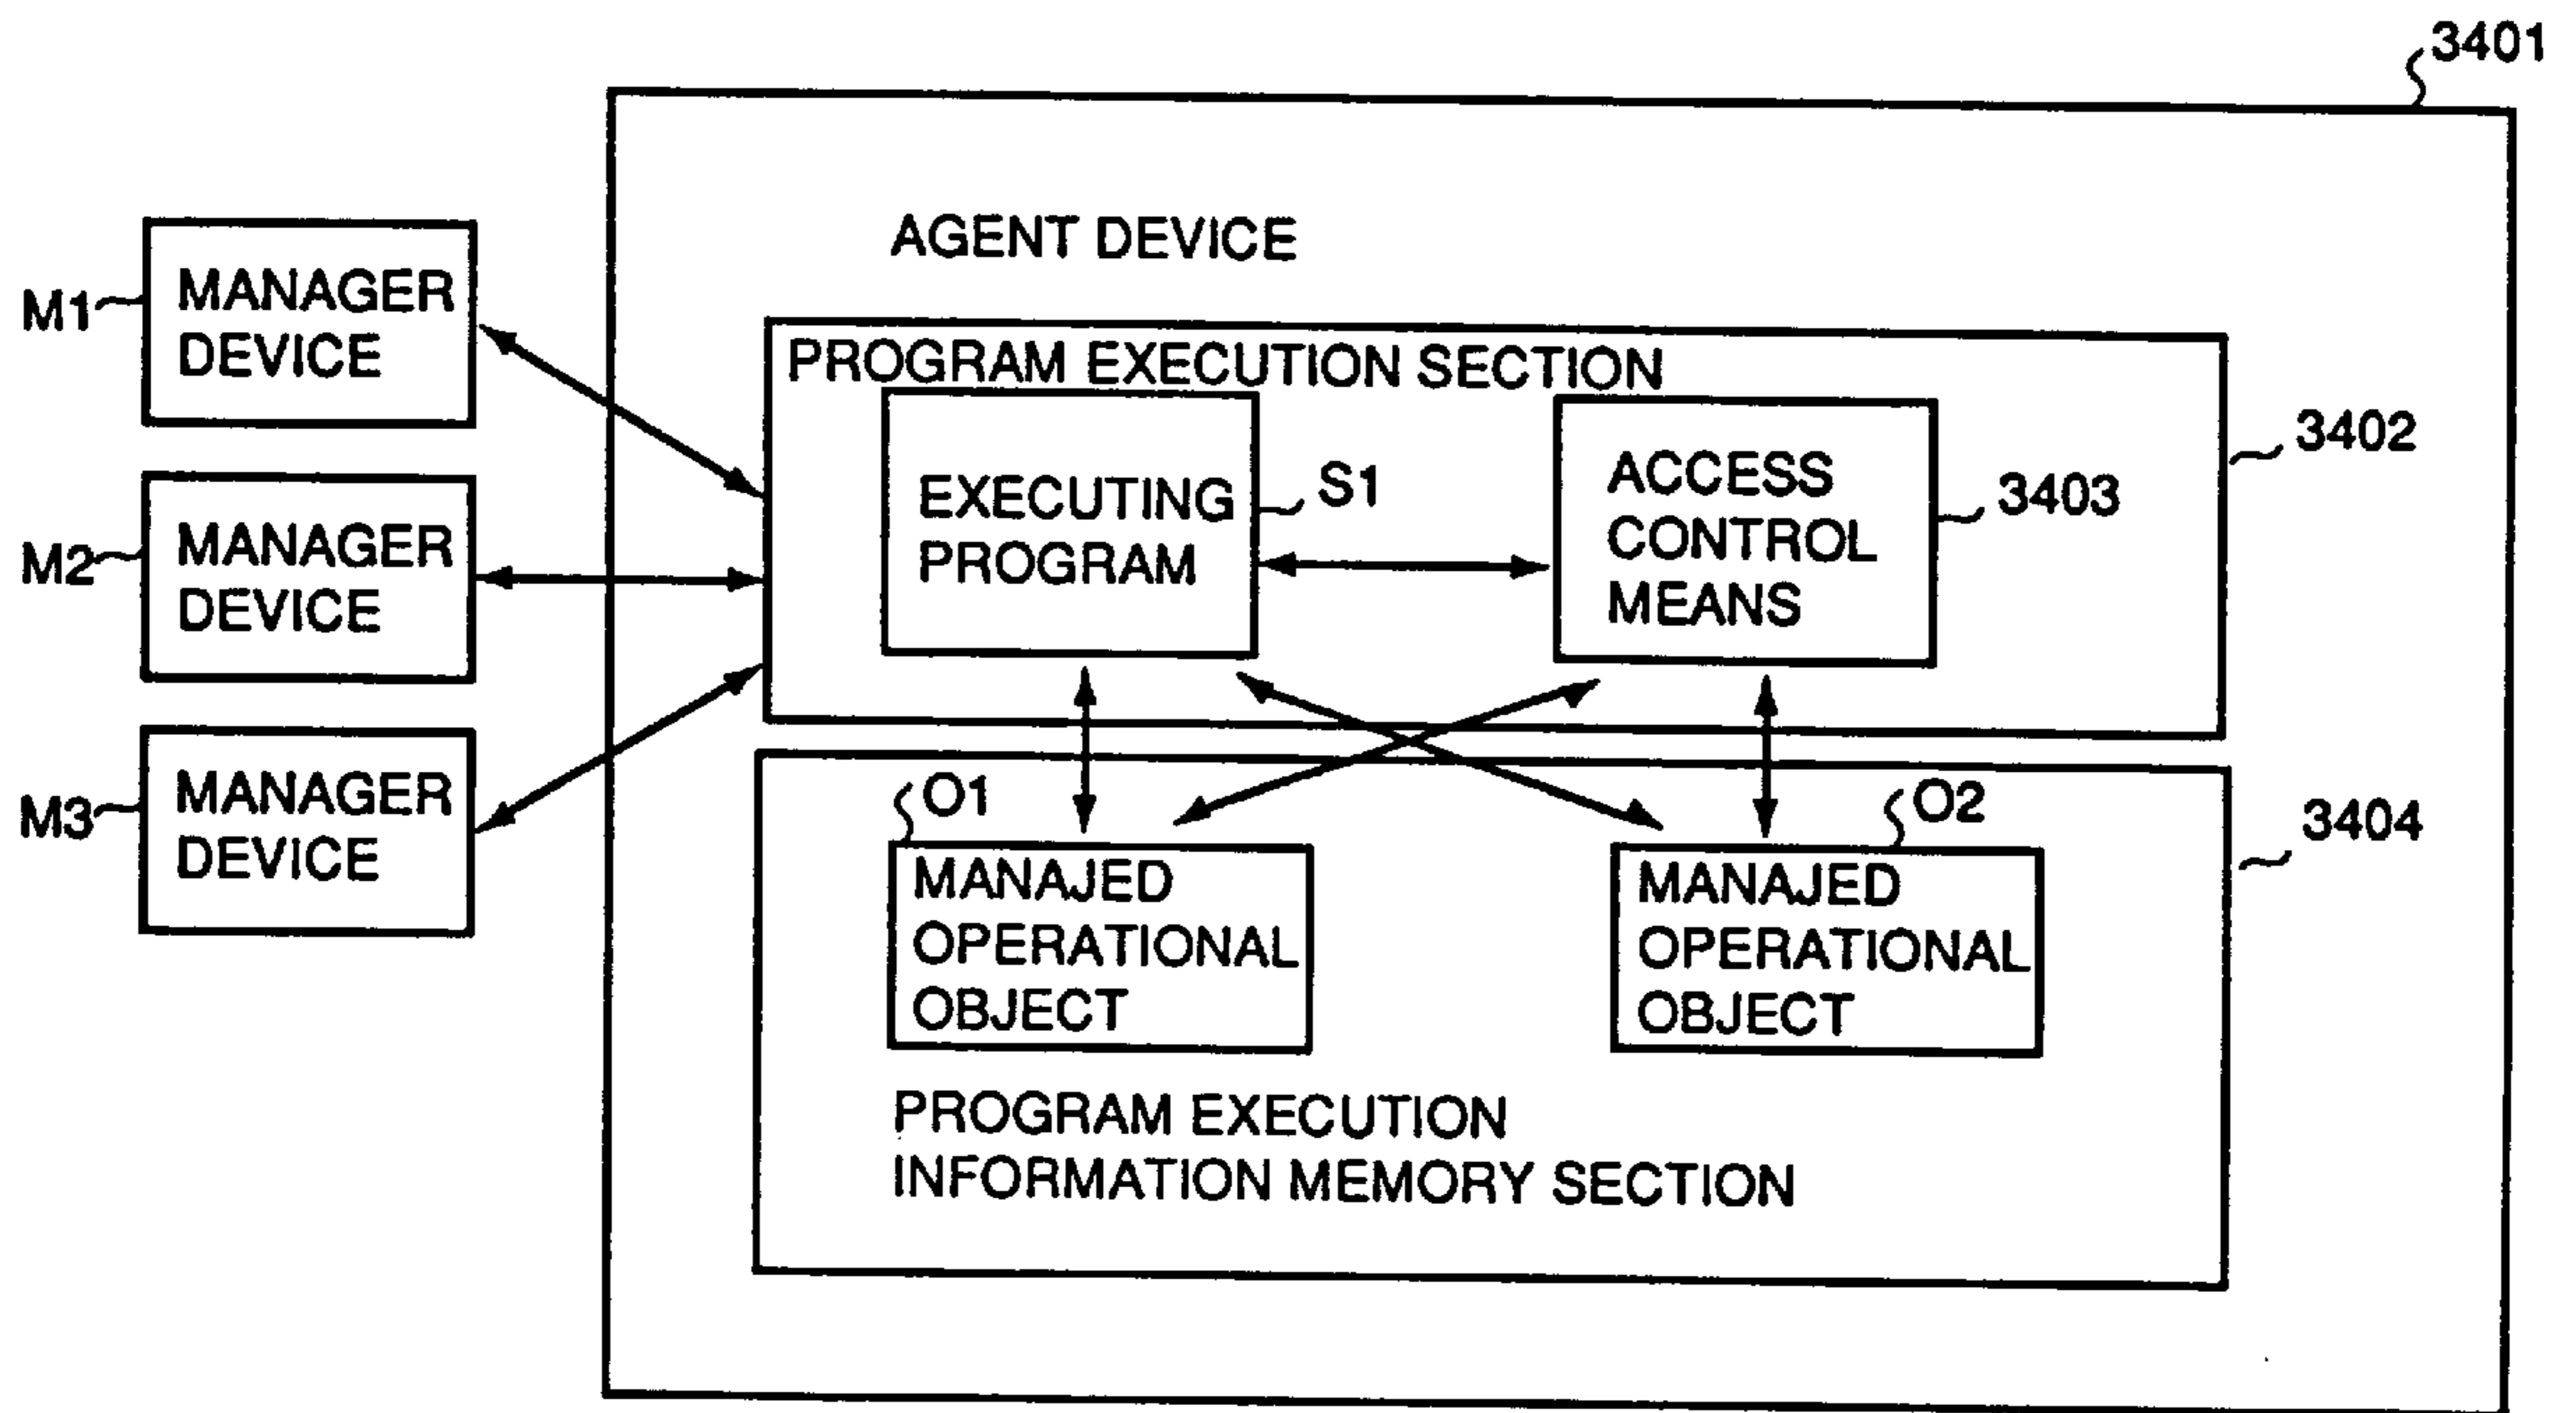 3401
AGENT DEVICE
M1
MANAGER
DEVICE
M2
MANAGER
DEVICE
M3
MANAGER
DEVICE
PROGRAM EXECUTION SECTION
3402
EXECUTING
PROGRAM
S1
ACCESS
CONTROL
MEANS
3403
3404
O1
MANAJED
OPERATIONAL
OBJECT
O2
MANAJED
OPERATIONAL
OBJECT
PROGRAM EXECUTION
INFORMATION MEMORY SECTION